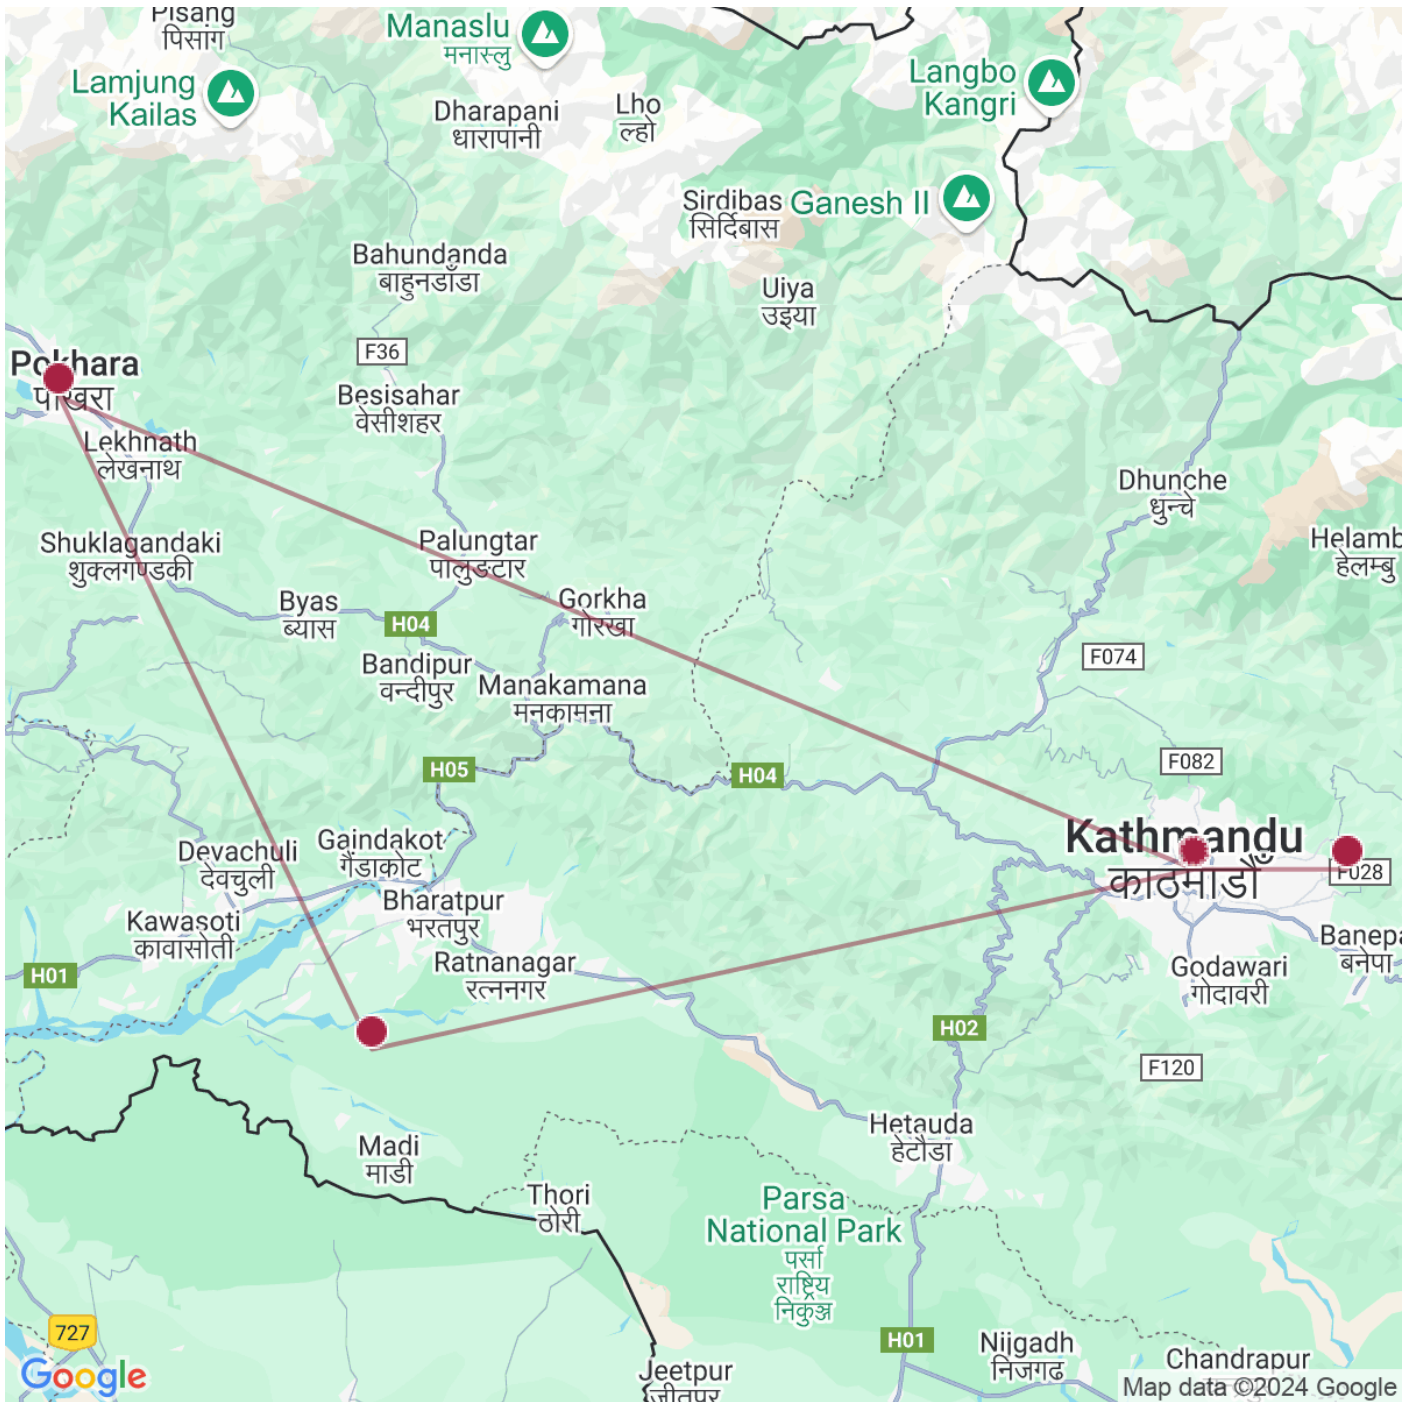 Pisang
पिसांग
Manaslu
मनास्लु
Lamjung
Kailas
Langbo
Kangri
Dharapani
धारापानी
Lho
ल्हो
Sirdibas
सिर्दिबास
Ganesh II
Bahundanda
बाहुनडाँडा
Uiya
उइया
F36
Pokhara
पोखरा
Besisahar
वेसीशहर
Lekhnath
लेखनाथ
Dhunche
धुन्चे
Shuklagandaki
शुक्लगण्डकी
Palungtar
पालुङटार
Helamb
हेलम्बु
Byas
ब्यास
H04
Gorkha
गोरखा
F074
Bandipur
वन्दीपुर
Manakamana
मनकामना
H05
H04
F082
Kathmandu
काठमाडौँ
F028
Devachuli
देवचुली
Gaindakot
गैंडाकोट
Bharatpur
भरतपुर
Kawasoti
कावासोती
Banepa
बनेपा
H01
Ratnanagar
रत्ननगर
Godawari
गोदावरी
H02
F120
Madi
माडी
Hetauda
हेटौडा
Thori
ठोरी
Parsa
National Park
पर्सा
राष्ट्रिय
निकुञ्ज
727
H01
Nijgadh
निजगढ
Jeetpur
जीतपुर
Chandrapur
Google
Map data ©2024 Google